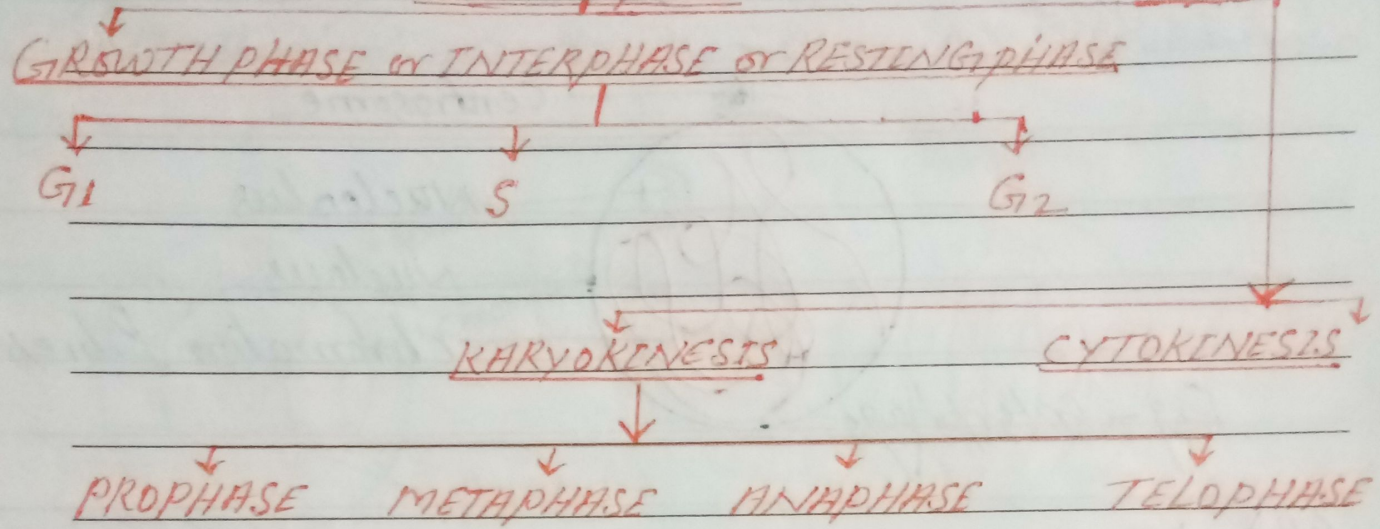 GROWTH PHASE or INTERPHASE or RESTING PHASE
G1 S G2
KARYOKINESIS CYTOKINESIS
PROPHASE METAPHASE ANAPHASE TELOPHASE